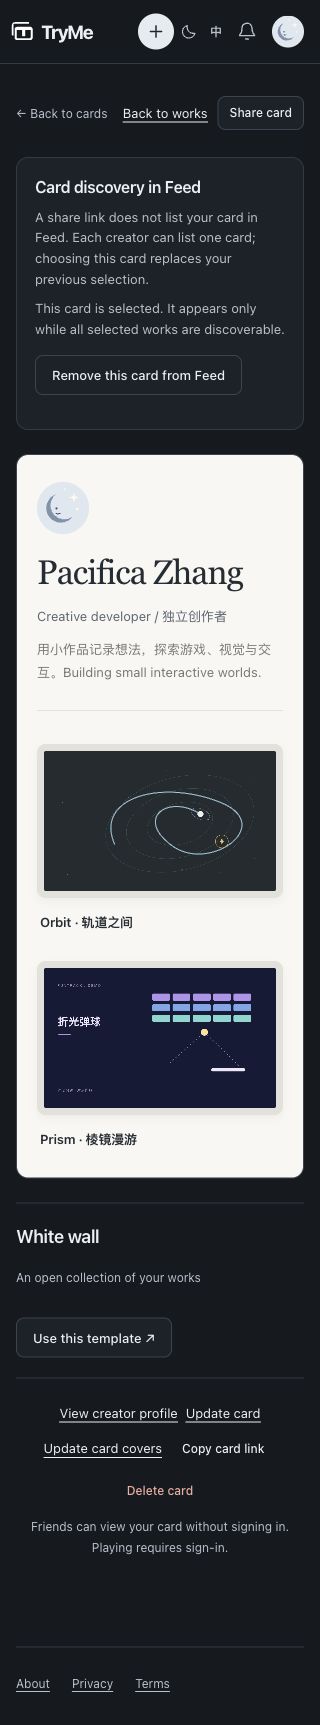 TryMe
中
← Back to cards
Back to works
Share card
Card discovery in Feed
A share link does not list your card in
Feed. Each creator can list one card;
choosing this card replaces your
previous selection.
This card is selected. It appears only
while all selected works are discoverable.
Remove this card from Feed
Pacifica Zhang
Creative developer / 独立创作者
用小作品记录想法，探索游戏、视觉与交
互。Building small interactive worlds.
Orbit · 轨道之间
折光弹球
Prism · 棱镜漫游
White wall
An open collection of your works
Use this template ↗
View creator profile
Update card
Update card covers
Copy card link
Delete card
Friends can view your card without signing in.
Playing requires sign-in.
About
Privacy
Terms